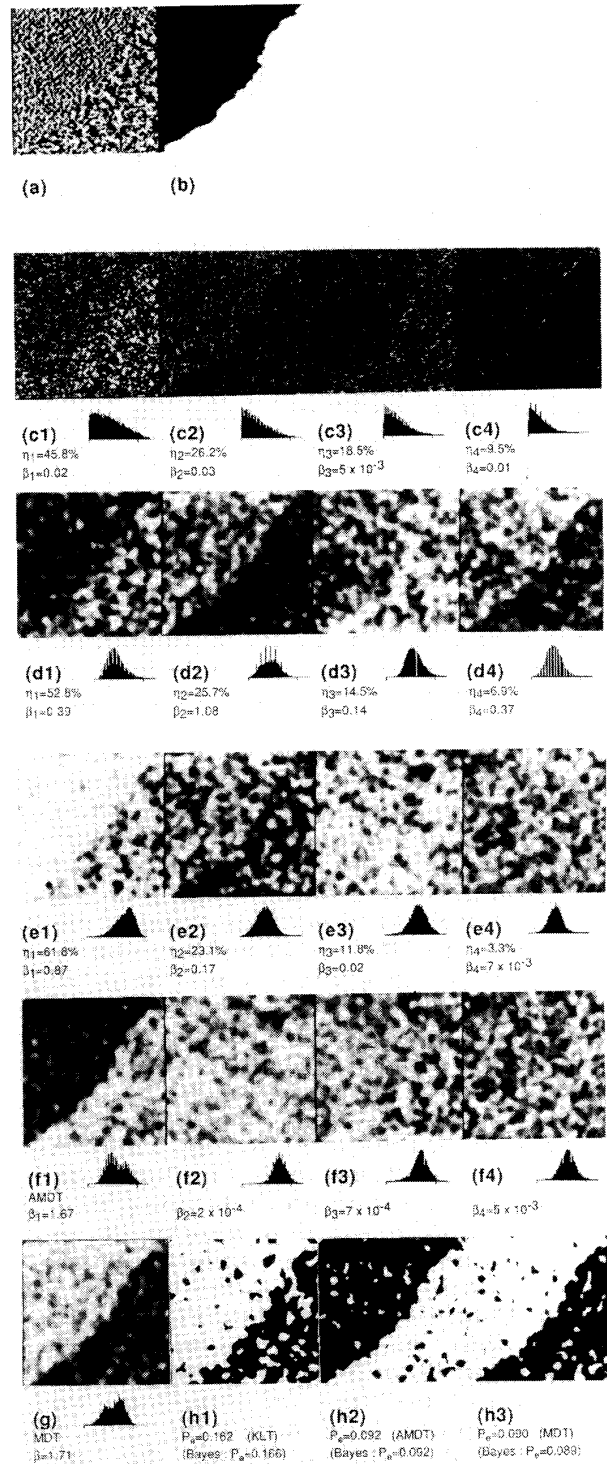 (a) (b)
(c1) (c2) (c3) (c4)
η1=45.8% η2=26.2% η3=18.5% η4=9.5%
β1=0.02 β2=0.03 β3=5 x 10⁻³ β4=0.01
(d1) (d2) (d3) (d4)
η1=52.8% η2=25.7% η3=14.5% η4=6.9%
β1=0.39 β2=1.08 β3=0.14 β4=0.37
(e1) (e2) (e3) (e4)
η1=61.8% η2=23.1% η3=11.8% η4=3.3%
β1=0.87 β2=0.17 β3=0.02 β4=7 x 10⁻³
(f1) (f2) (f3) (f4)
AMDT
β1=1.67 β2=2 x 10⁻⁴ β3=7 x 10⁻⁴ β4=5 x 10⁻³
(g) (h1) (h2) (h3)
MDT Pe=0.162 (KLT) Pe=0.092 (AMDT) Pe=0.090 (MDT)
β=1.71 (Bayes : Pe=0.166) (Bayes : Pe=0.092) (Bayes : Pe=0.089)